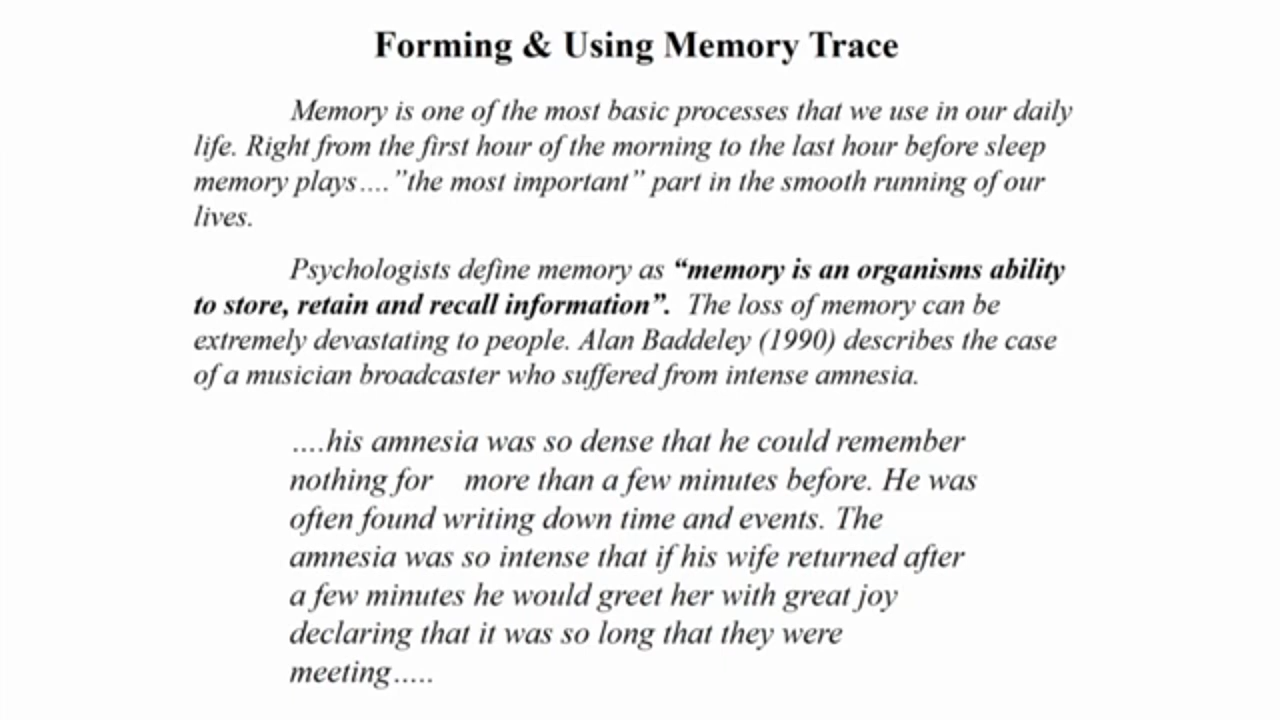 Forming & Using Memory Trace
Memory is one of the most basic processes that we use in our daily
life. Right from the first hour of the morning to the last hour before sleep
memory plays….”the most important” part in the smooth running of our
lives.
Psychologists define memory as “memory is an organisms ability
to store, retain and recall information”. The loss of memory can be
extremely devastating to people. Alan Baddeley (1990) describes the case
of a musician broadcaster who suffered from intense amnesia.
….his amnesia was so dense that he could remember
nothing for more than a few minutes before. He was
often found writing down time and events. The
amnesia was so intense that if his wife returned after
a few minutes he would greet her with great joy
declaring that it was so long that they were
meeting…..